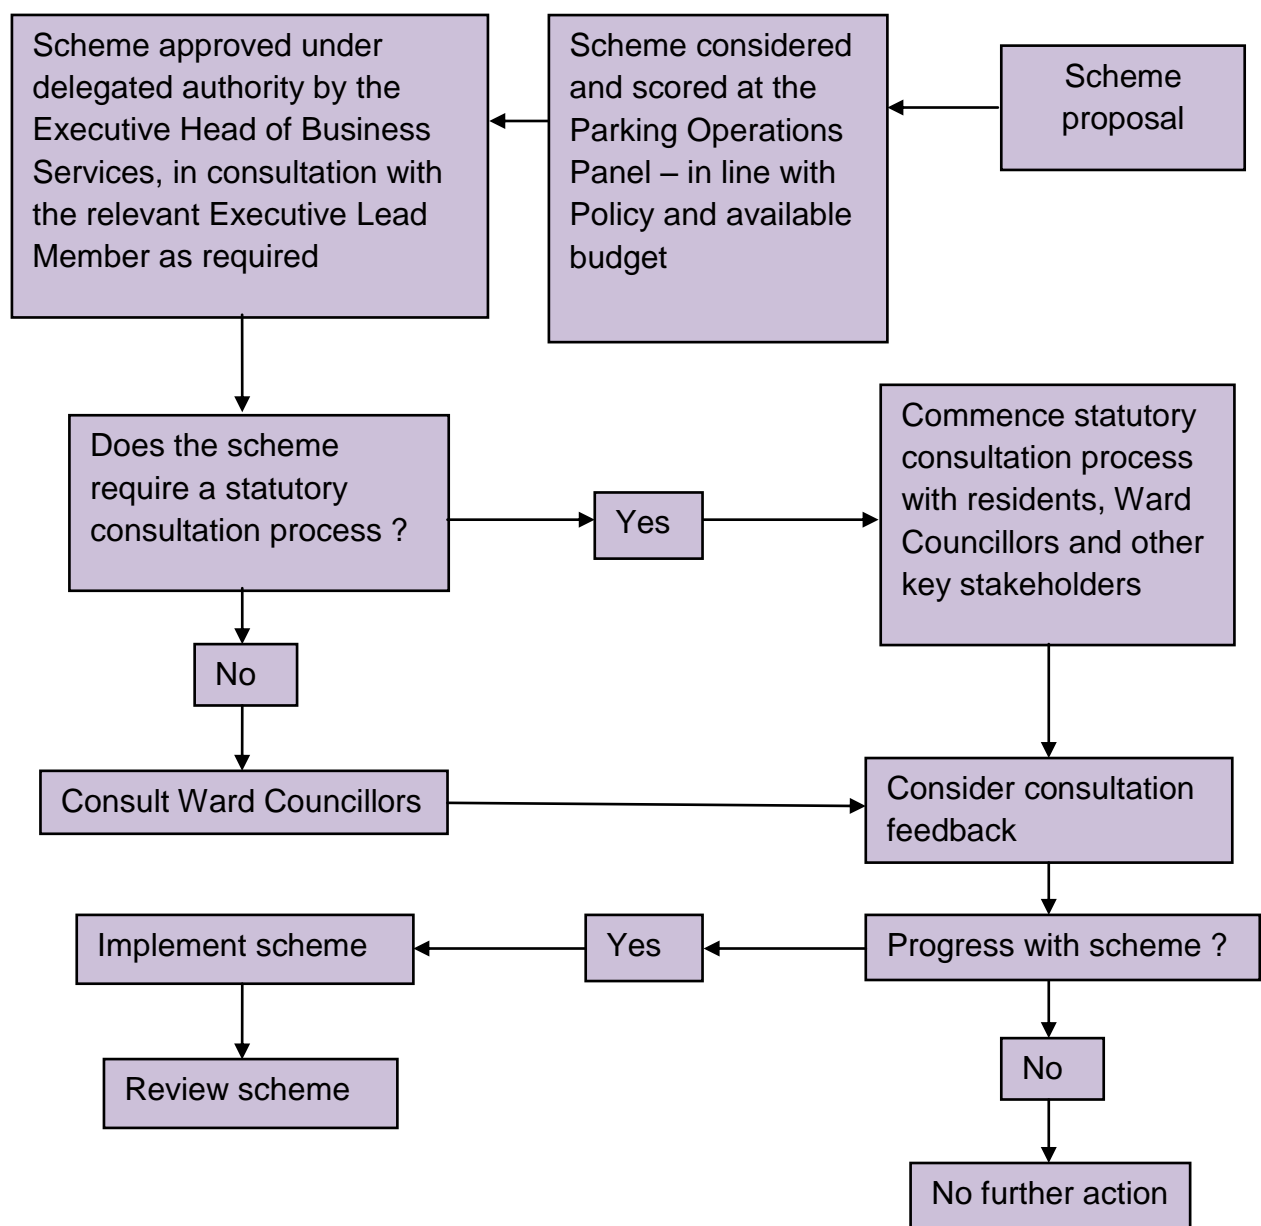 Scheme approved under
delegated authority by the
Executive Head of Business
Services, in consultation with
the relevant Executive Lead
Member as required
Scheme considered
and scored at the
Parking Operations
Panel – in line with
Policy and available
budget
Scheme
proposal
Does the scheme
require a statutory
consultation process ?
Yes
Commence statutory
consultation process
with residents, Ward
Councillors and other
key stakeholders
No
Consult Ward Councillors
Consider consultation
feedback
Implement scheme
Yes
Progress with scheme ?
Review scheme
No
No further action